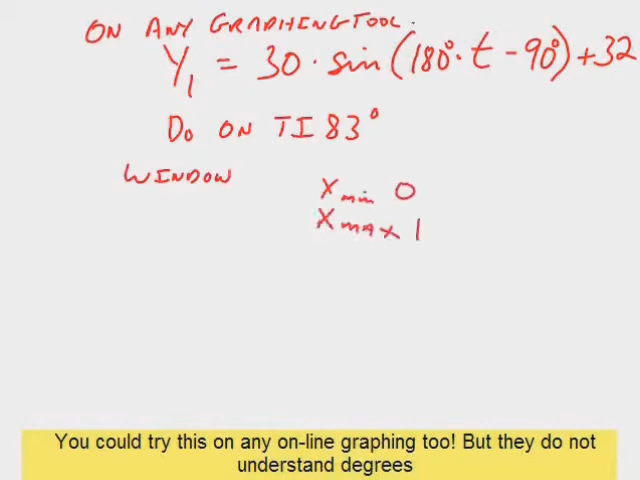 ON ANY GRAPHING TOOL.
Y₁ = 30 · sin(180° · t - 90°) + 32
DO ON TI 83°
WINDOW
Xmin 0
XMAX 1
You could try this on any on-line graphing too! But they do not
understand degrees